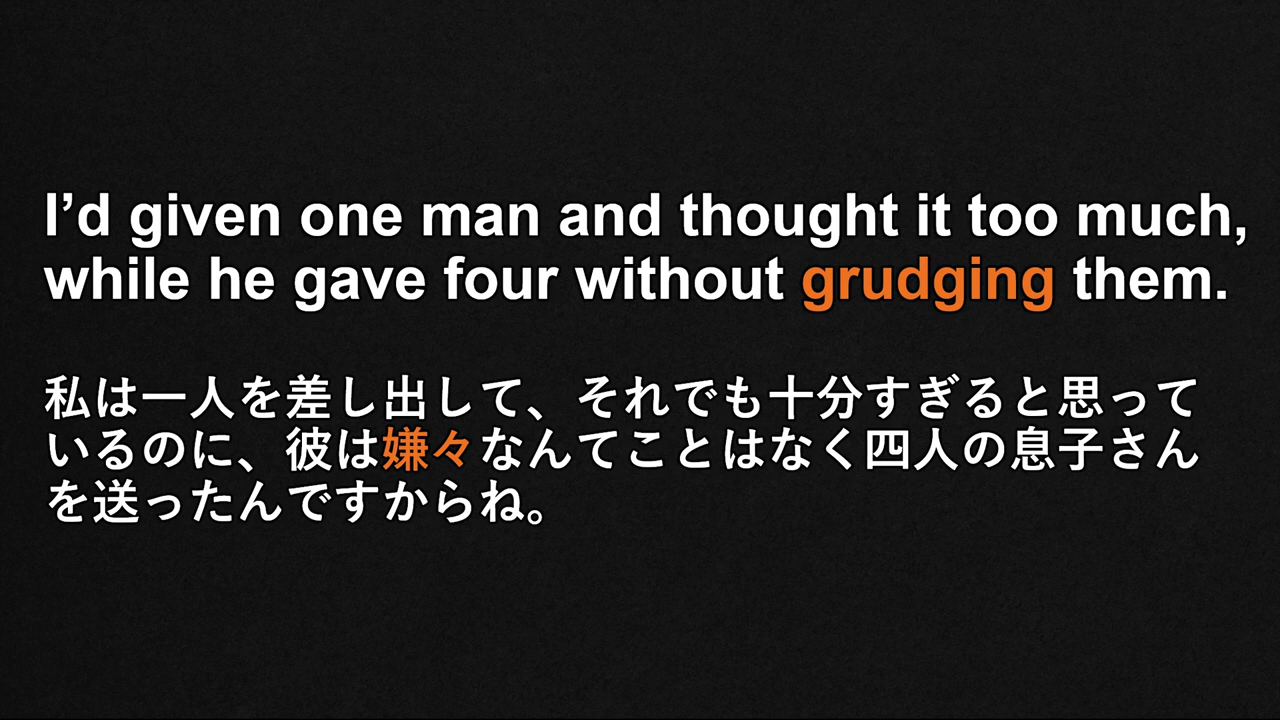 I’d given one man and thought it too much,
while he gave four without grudging them.
私は一人を差し出して、それでも十分すぎると思って
いるのに、彼は嫌々なんてことはなく四人の息子さん
を送ったんですからね。